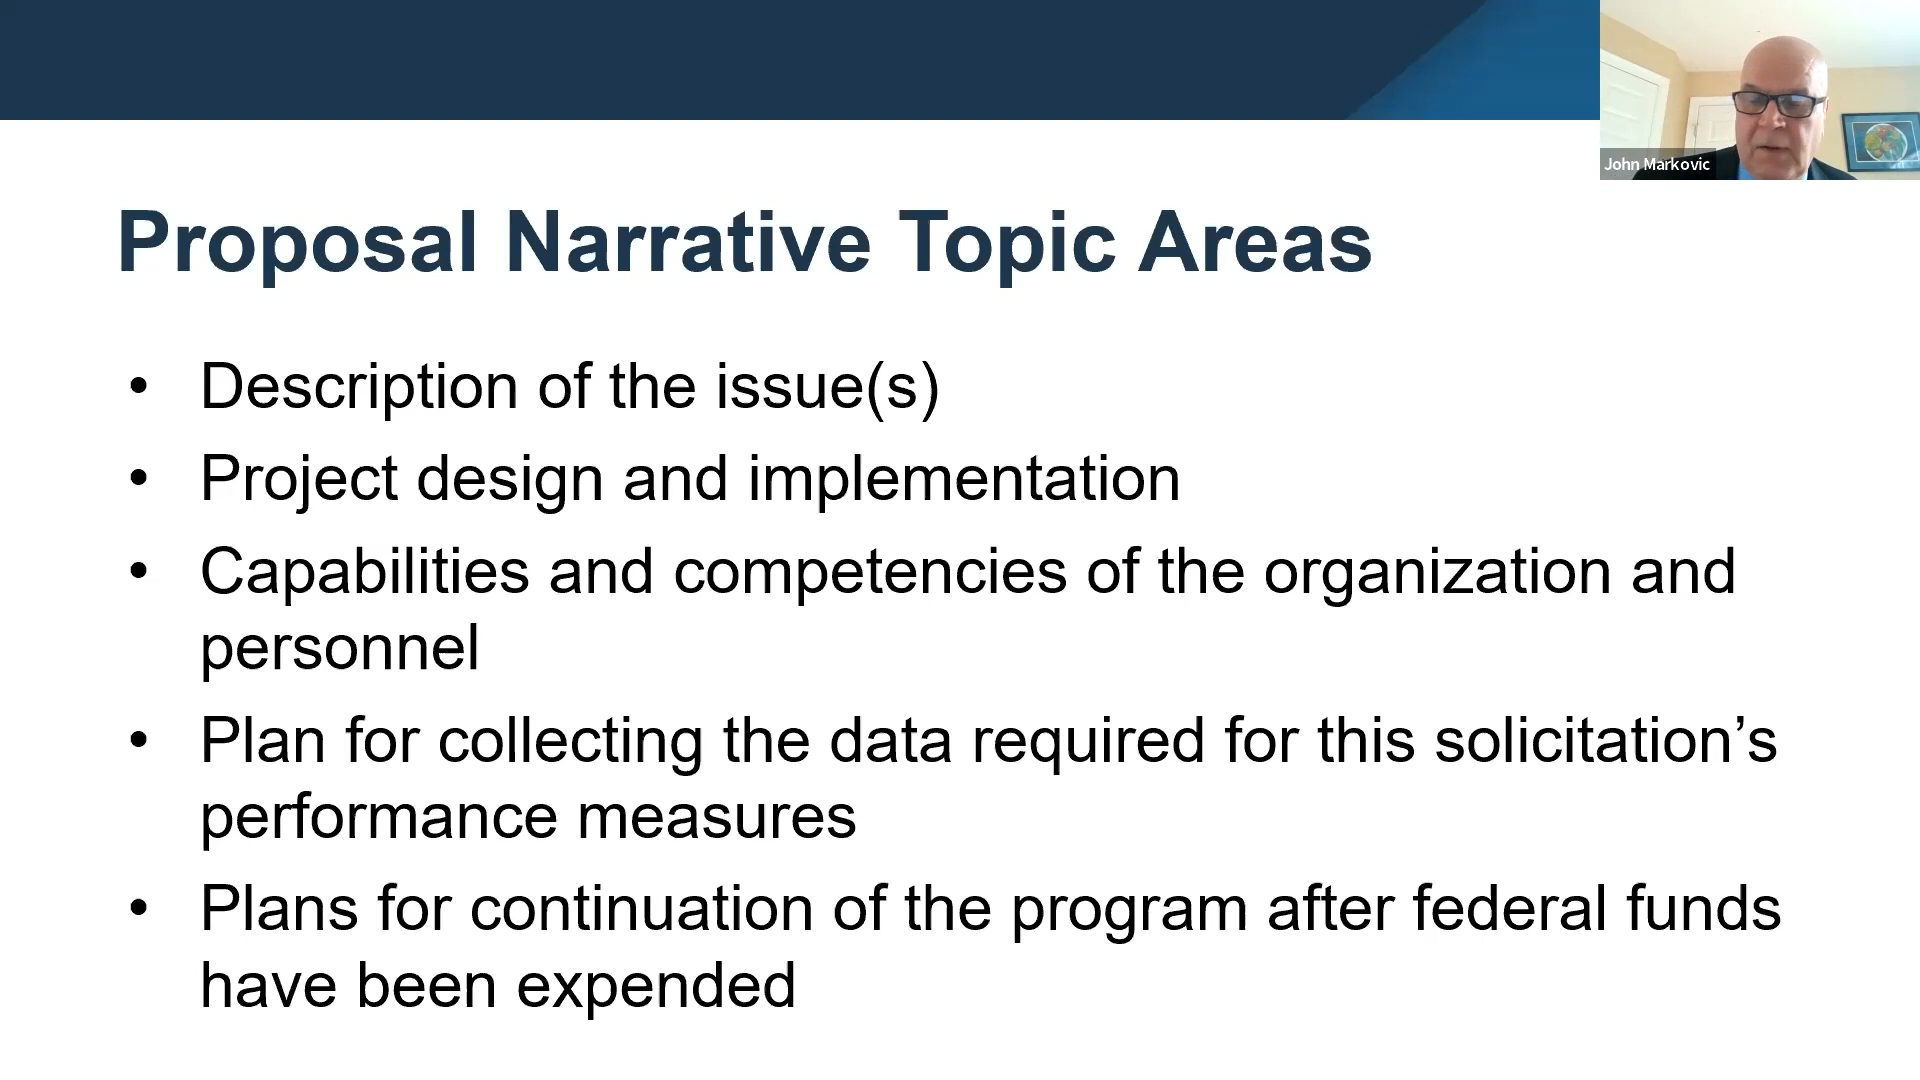 John Markovic
Proposal Narrative Topic Areas
• Description of the issue(s)
• Project design and implementation
• Capabilities and competencies of the organization and
personnel
• Plan for collecting the data required for this solicitation’s
performance measures
• Plans for continuation of the program after federal funds
have been expended